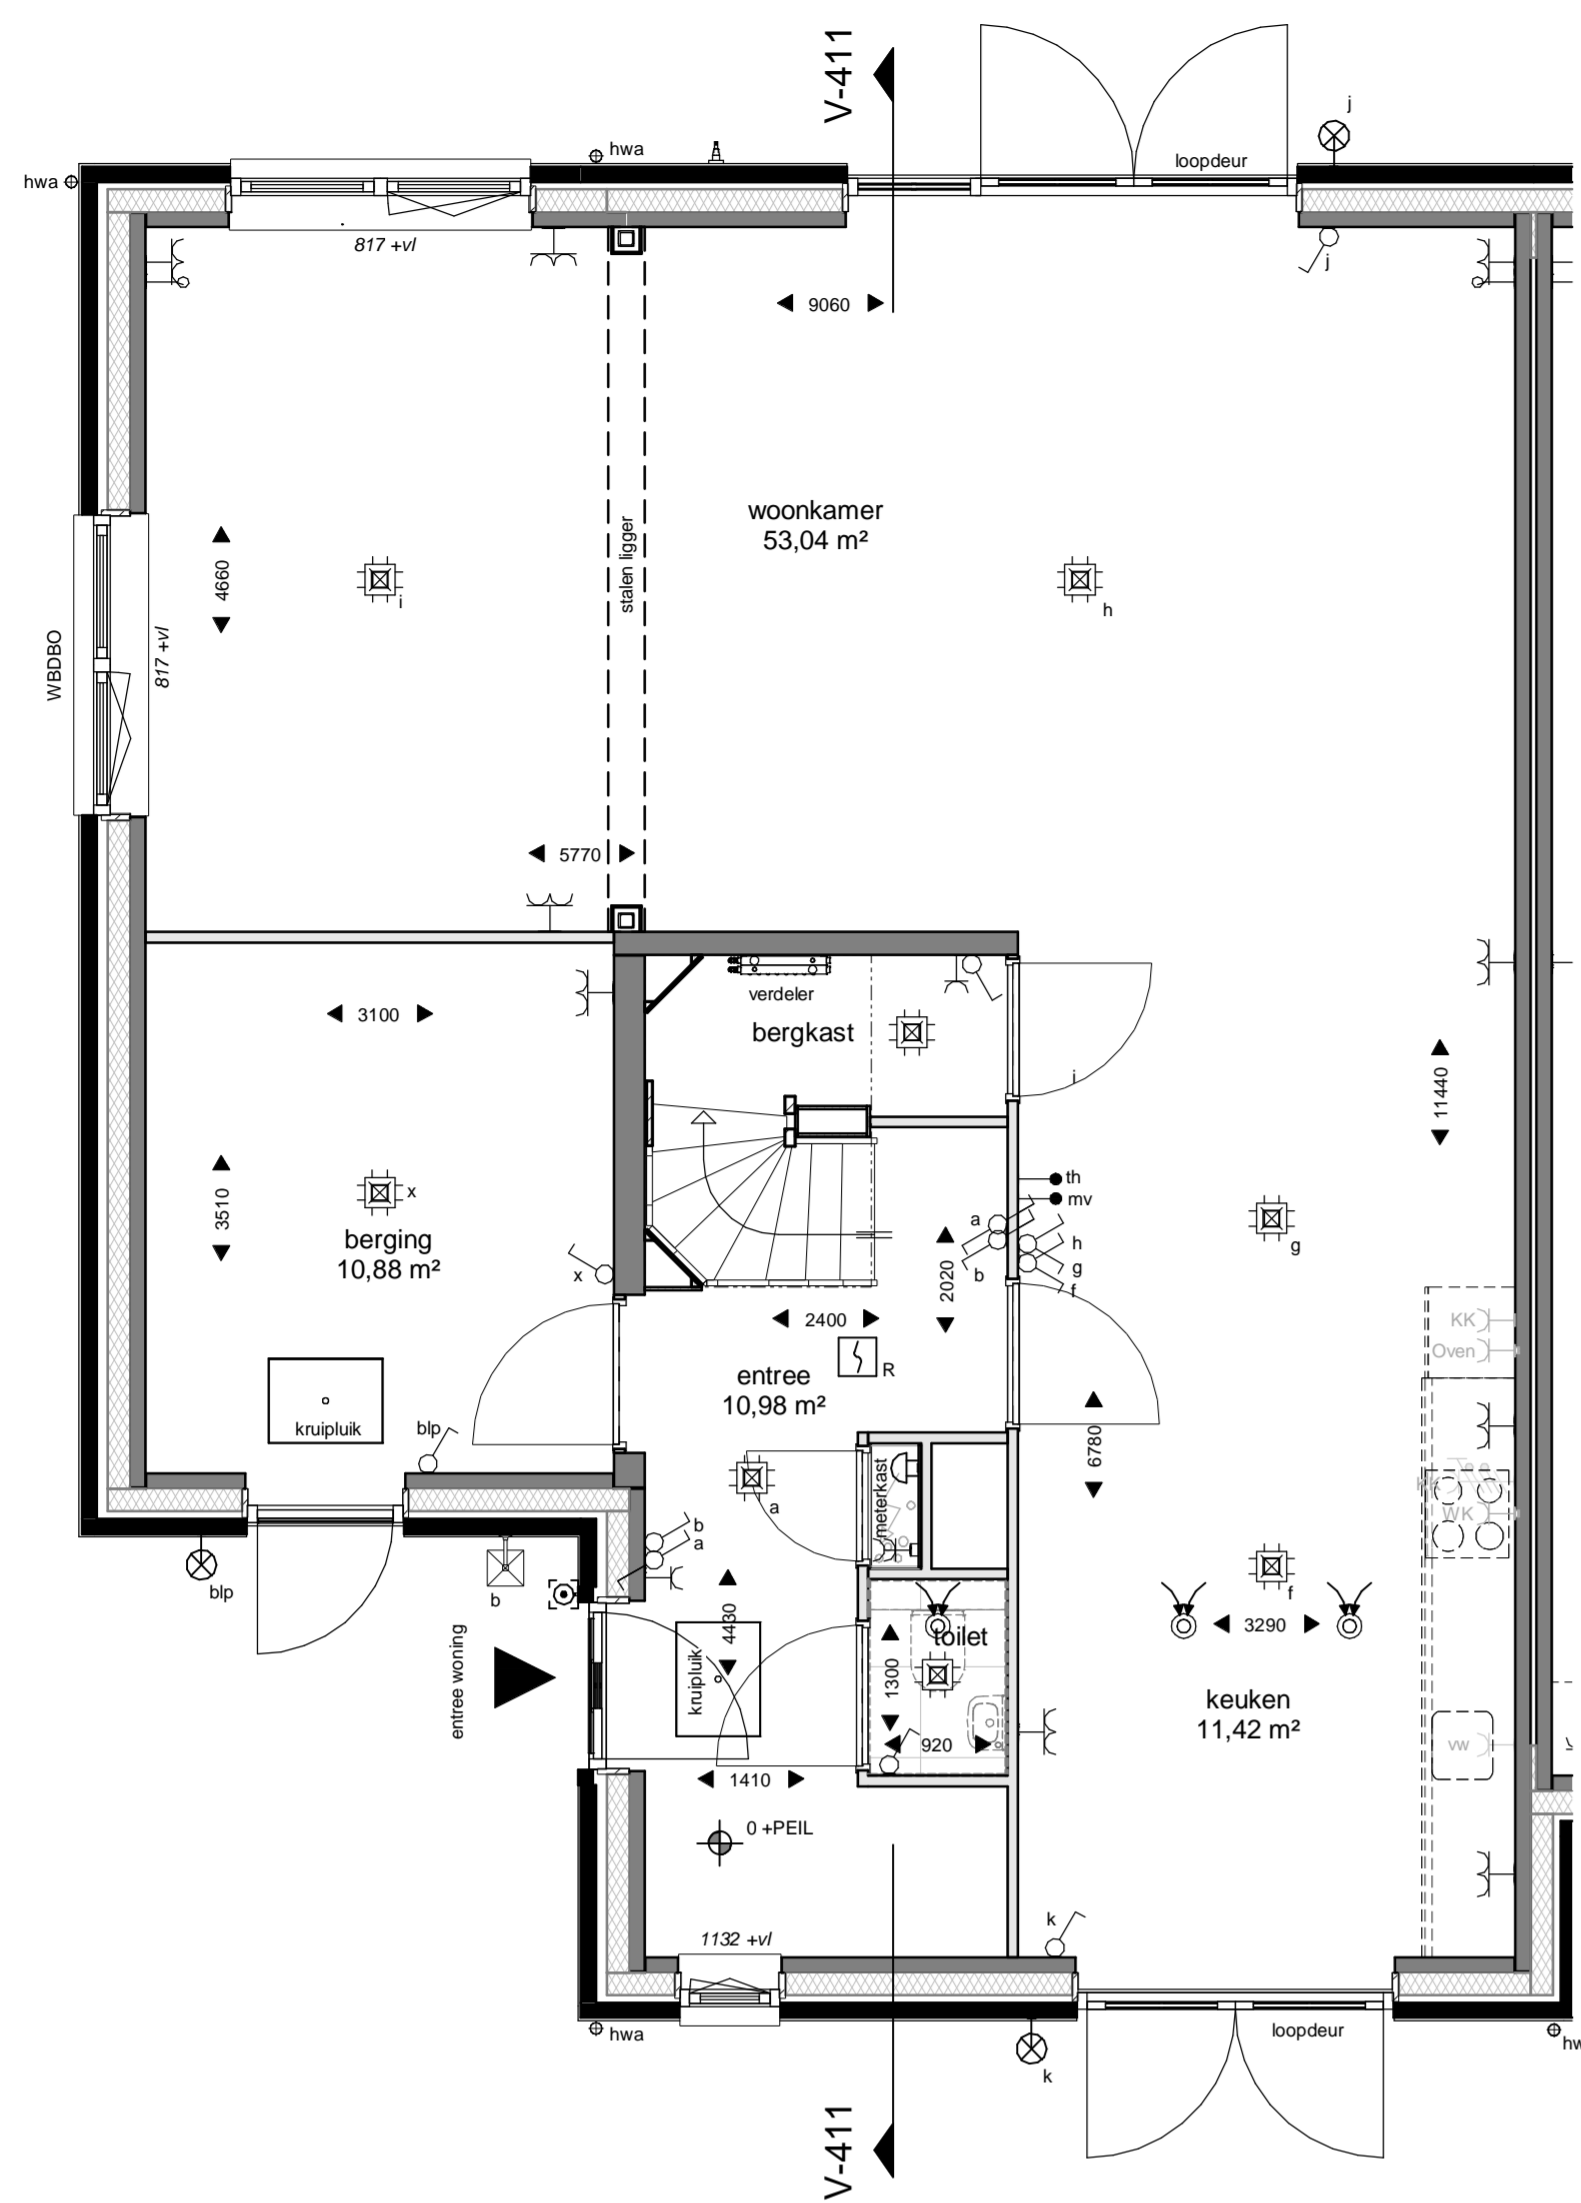 V-411
j
hwa
loopdeur
hwa
817 +vl
j
9060
woonkamer
53,04 m²
stalen ligger
4660
i
h
WBDBO
817 +vl
5770
verdeler
3100
bergkast
i
11440
th
mv
x
3510
a
h
g
berging
10,88 m²
x
b
g
f
2020
2400
KK
Oven
R
entree
10,98 m²
kruipluik
blp
6780
meterkast
KK
WK
a
b
a
blp
b
f
4430
3290
toilet
entree woning
kruipluik
1300
keuken
11,42 m²
920
vw
1410
0 +PEIL
k
1132 +vl
hwa
loopdeur
hw
k
V-411